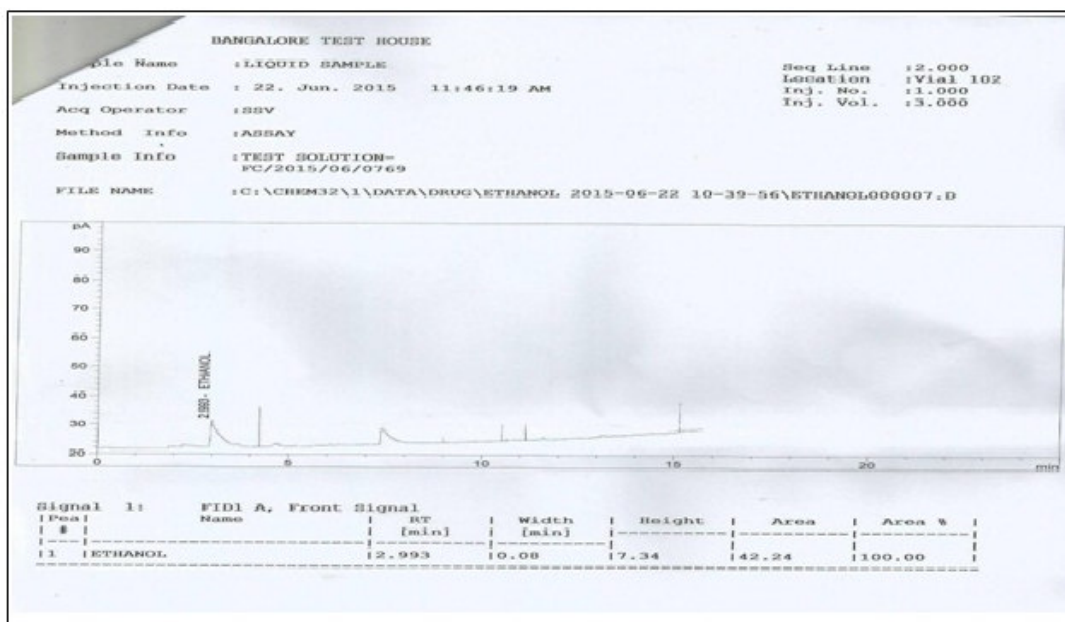 BANGALORE TEST HOUSE
ple Name :LIQUID SAMPLE Seq Line :2.000
Injection Date : 22. Jun. 2015 11:46:19 AM Location :Vial 102
Inj. No. :1.000
Acq Operator :SSV Inj. Vol. :3.000
Method Info :ASSAY
Sample Info :TEST SOLUTION=
FC/2015/06/0769
FILE NAME :C:\CHEM32\1\DATA\DRUG\ETHANOL 2015-06-22 10-39-56\ETHANOL000007.D
pA
90
80
70
60
50
40
30
20
2.993 - ETHANOL
0 5 10 15 20 min
Signal 1: FID1 A, Front Signal
|Pea| Name | RT | Width | Height | Area | Area % |
| # | [min] | [min] |
|1 |ETHANOL |2.993 |0.08 |7.34 |42.24 |100.00 |